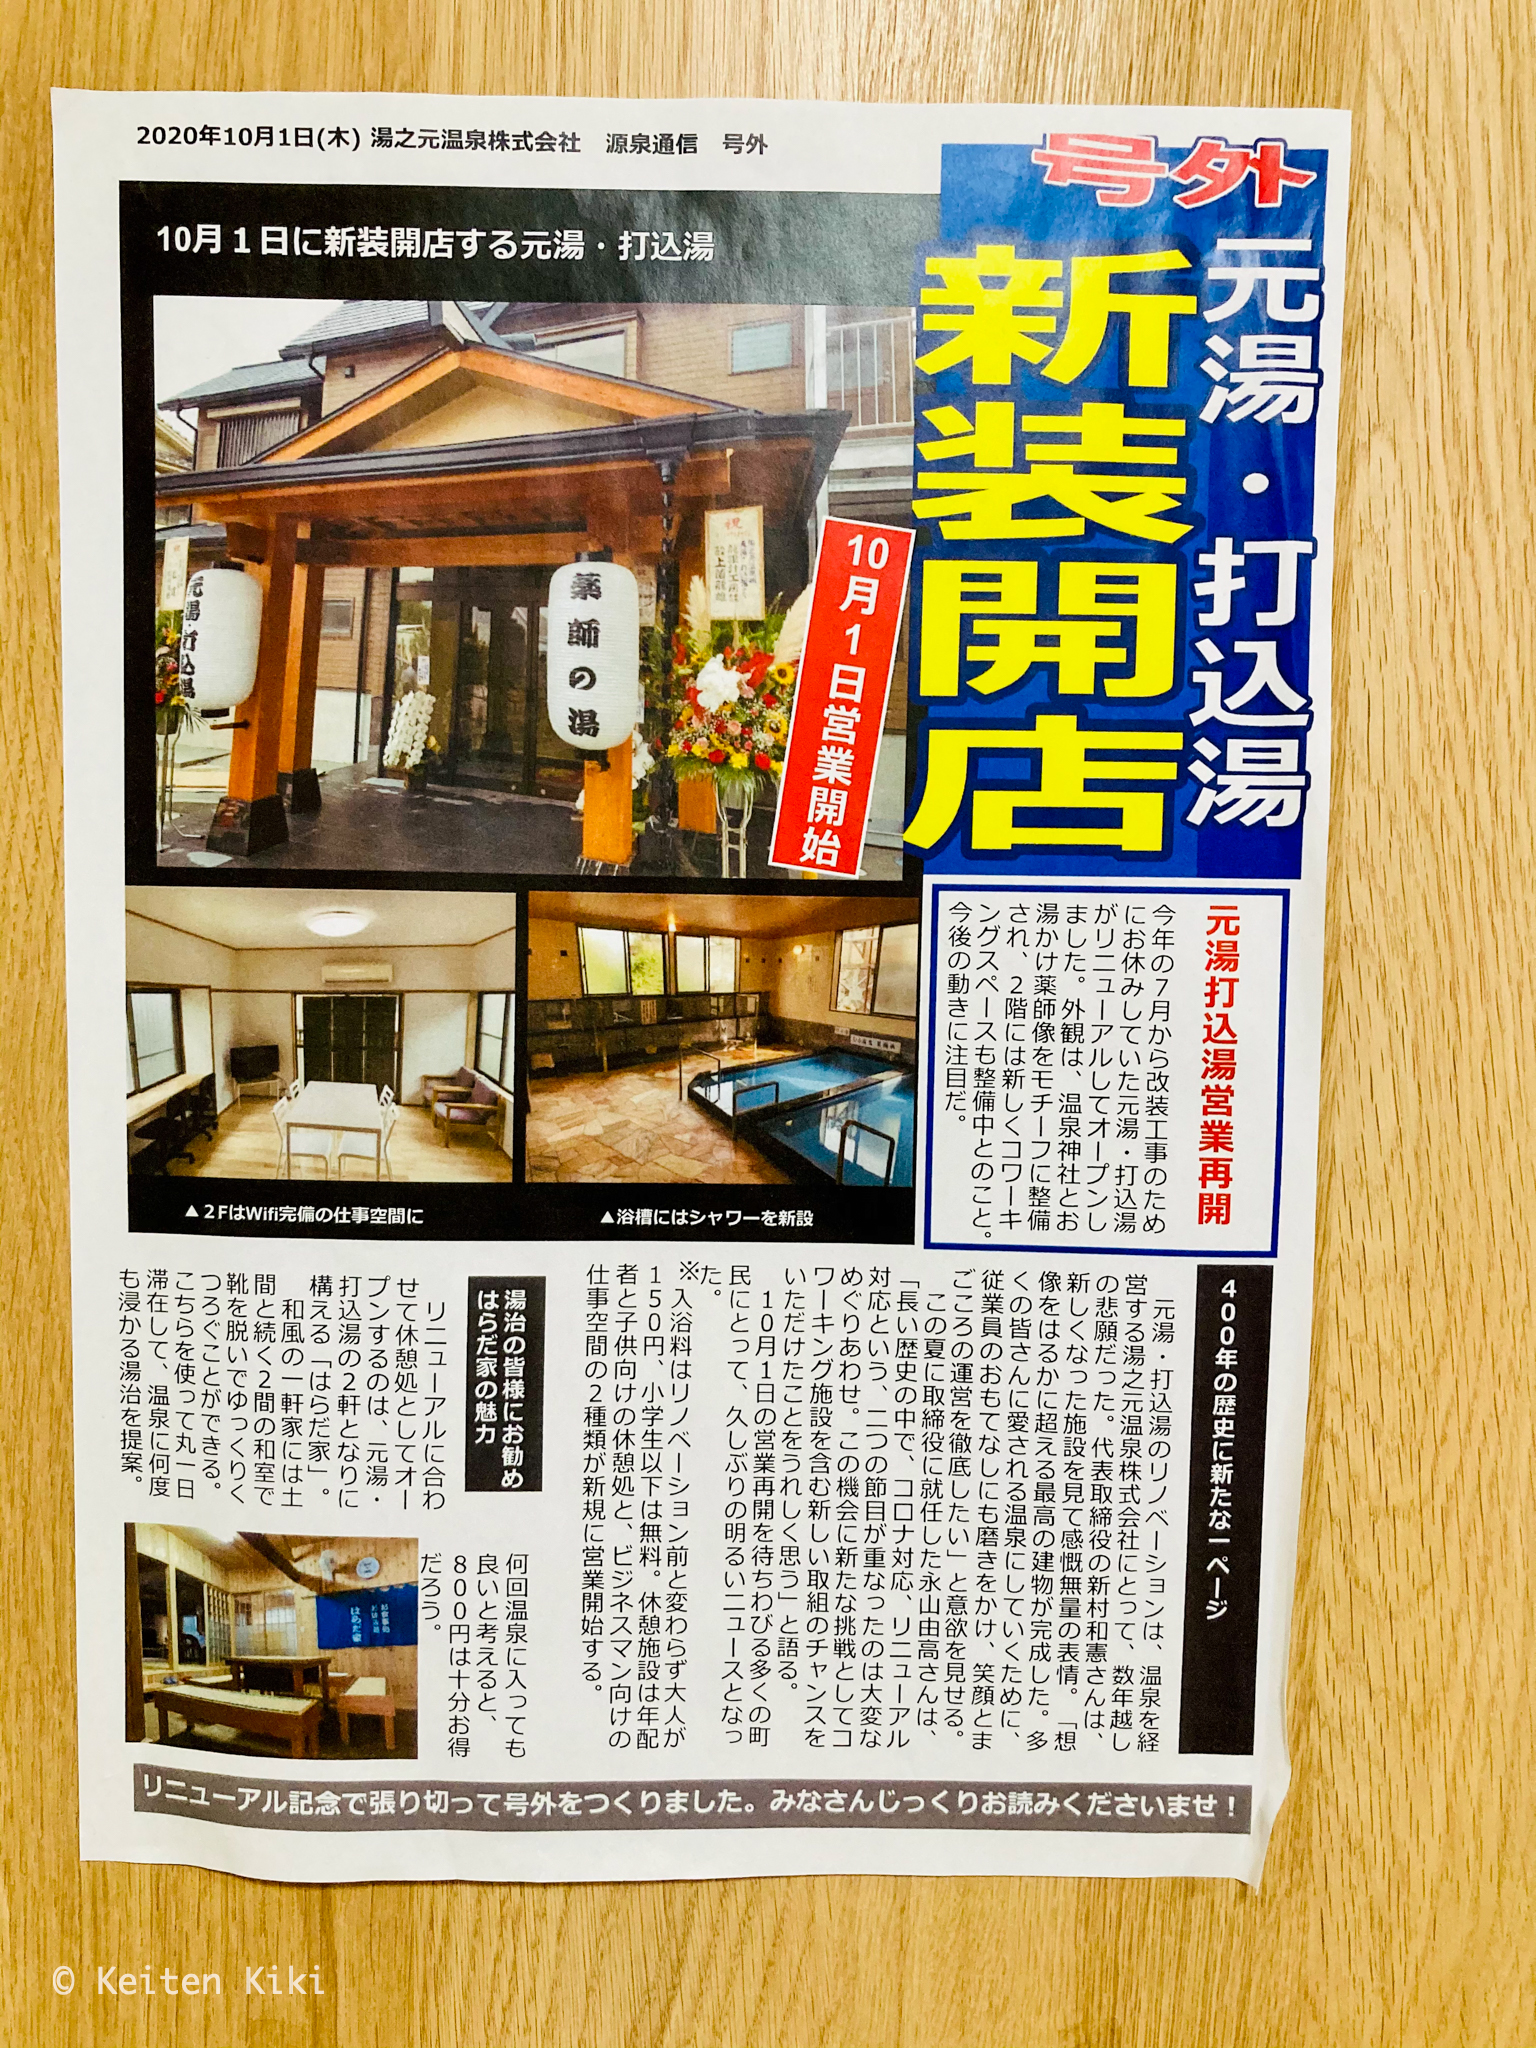 2020年10月1日(木) 湯之元温泉株式会社　源泉通信　号外
号外
元湯・打込湯
新装開店
10月１日に新装開店する元湯・打込湯
元湯・打込湯
薬師の湯
祝
10月１日営業開始
▲２FはWifi完備の仕事空間に
▲浴槽にはシャワーを新設
元湯打込湯営業再開
今年の７月から改装工事のため
にお休みしていた元湯・打込湯
がリニューアルしてオープンし
ました。外観は、温泉神社とお
湯かけ薬師像をモチーフに整備
され、２階には新しくコワーキ
ングスペースも整備中とのこと。
今後の動きに注目だ。
４００年の歴史に新たな一ページ
元湯・打込湯のリノベーションは、温泉を経
営する湯之元温泉株式会社にとって、数年越し
の悲願だった。代表取締役の新村和憲さんは、
新しくなった施設を見て感慨無量の表情。「想
像をはるかに超える最高の建物が完成した。多
くの皆さんに愛される温泉にしていくために、
従業員のおもてなしにも磨きをかけ、笑顔とま
ごころの運営を徹底したい」と意欲を見せる。
この夏に取締役に就任した永山由高さんは、
「長い歴史の中で、コロナ対応、リニューアル
対応という、二つの節目が重なったのは大変な
めぐりあわせ。この機会に新たな挑戦としてコ
ワーキング施設を含む新しい取組のチャンスを
いただけたことをうれしく思う」と語る。
１０月１日の営業再開を待ちわびる多くの町
民にとって、久しぶりの明るいニュースとなっ
た。
※入浴料はリノベーション前と変わらず大人が
１５０円、小学生以下は無料。休憩施設は年配
者と子供向けの休憩処と、ビジネスマン向けの
仕事空間の２種類が新規に営業開始する。
湯治の皆様にお勧め
はらだ家の魅力
リニューアルに合わ
せて休憩処としてオー
プンするのは、元湯・
打込湯の２軒となりに
構える「はらだ家」。
和風の一軒家には土
間と続く２間の和室で
靴を脱いでゆっくりく
つろぐことができる。
こちらを使って丸一日
滞在して、温泉に何度
も浸かる湯治を提案。
何回温泉に入っても
良いと考えると、
８００円は十分お得
だろう。
はらだ家
リニューアル記念で張り切って号外をつくりました。みなさんじっくりお読みくださいませ！
© Keiten Kiki